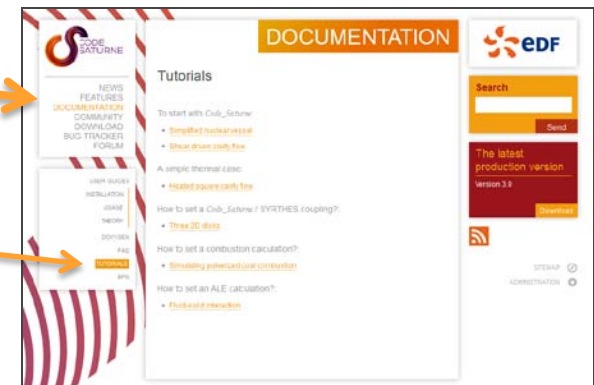 CODE
SATURNE
NEWS
FEATURES
DOCUMENTATION
COMMUNITY
DOWNLOAD
BUG TRACKER
FORUM
USER GUIDES
INSTALLATION
USAGE
THEORY
DOXYGEN
FAQ
TUTORIALS
BPG
DOCUMENTATION
Tutorials
To start with Code_Saturne:
Simplified nuclear vessel
Shear driven cavity flow
A simple thermal case:
Heated square cavity flow
How to set a Code_Saturne / SYRTHES coupling?:
Three 2D disks
How to set a combustion calculation?:
Simulating pulverized coal combustion
How to set an ALE calculation?:
Fluid-solid interaction
eDF
Search
Send
The latest
production version
Version 3.0
Download
SITEMAP
ADMINISTRATION